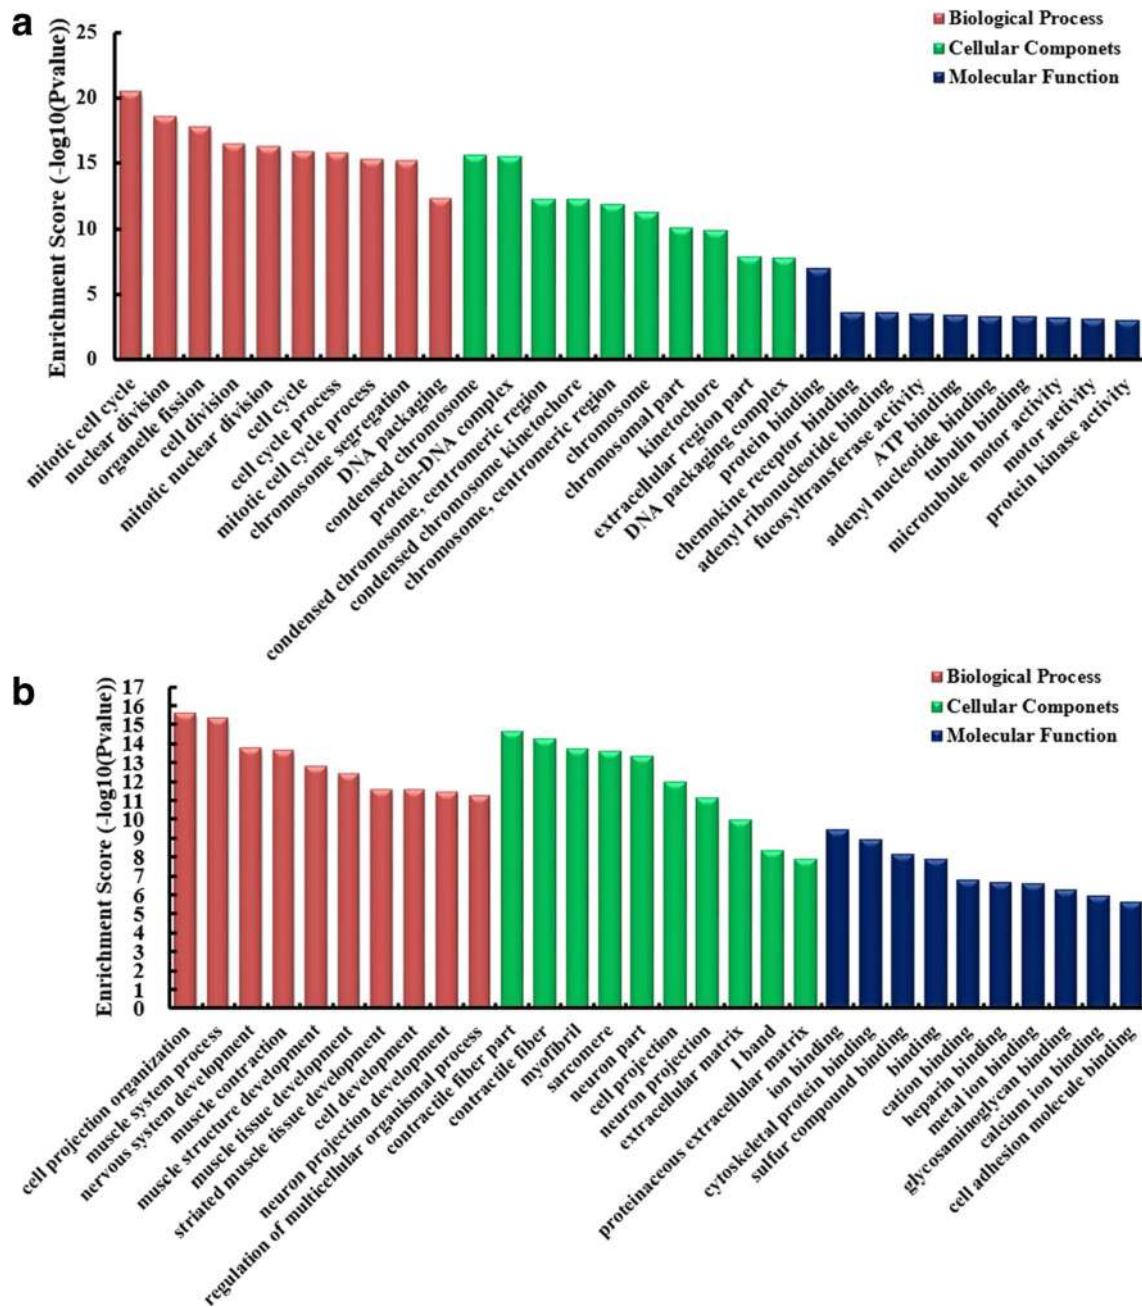 a
Enrichment Score (-log10(Pvalue))
25
20
15
10
5
0
Biological Process
Cellular Componets
Molecular Function
mitotic cell cycle
nuclear division
organelle fission
cell division
mitotic nuclear division
cell cycle
cell cycle process
mitotic cell cycle process
chromosome segregation
DNA packaging
condensed chromosome
protein-DNA complex
condensed chromosome, centromeric region
condensed chromosome kinetochore
chromosome, centromeric region
chromosome
chromosomal part
kinetochore
extracellular region part
DNA packaging complex
protein binding
chemokine receptor binding
adenyl ribonucleotide binding
fucosyltransferase activity
ATP binding
adenyl nucleotide binding
tubulin binding
microtubule motor activity
motor activity
protein kinase activity
b
Enrichment Score (-log10(Pvalue))
17
16
15
14
13
12
11
10
9
8
7
6
5
4
3
2
1
0
Biological Process
Cellular Componets
Molecular Function
cell projection organization
muscle system process
nervous system development
muscle contraction
muscle structure development
muscle tissue development
striated muscle tissue development
cell development
neuron projection development
regulation of multicellular organismal process
contractile fiber part
contractile fiber
myofibril
sarcomere
neuron part
cell projection
neuron projection
extracellular matrix
I band
proteinaceous extracellular matrix
ion binding
cytoskeletal protein binding
sulfur compound binding
binding
cation binding
heparin binding
metal ion binding
glycosaminoglycan binding
calcium ion binding
cell adhesion molecule binding